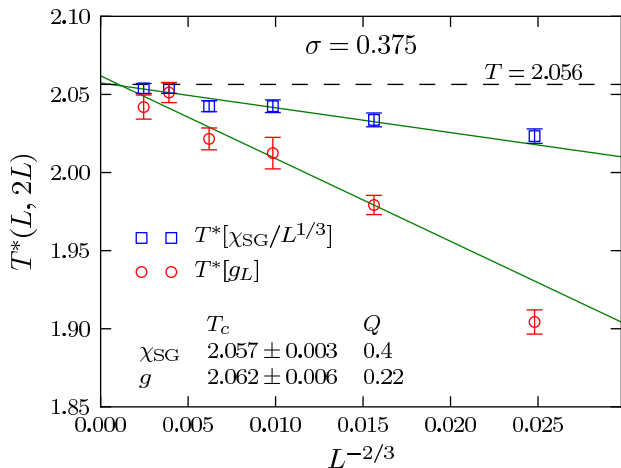 2.10
2.05
2.00
1.95
1.90
1.85
T*(L, 2L)
σ = 0.375
T = 2.056
T*[χ_SG/L^{1/3}]
T*[g_L]
T_c Q
χ_SG 2.057 ± 0.003 0.4
g 2.062 ± 0.006 0.22
0.000 0.005 0.010 0.015 0.020 0.025
L^{-2/3}